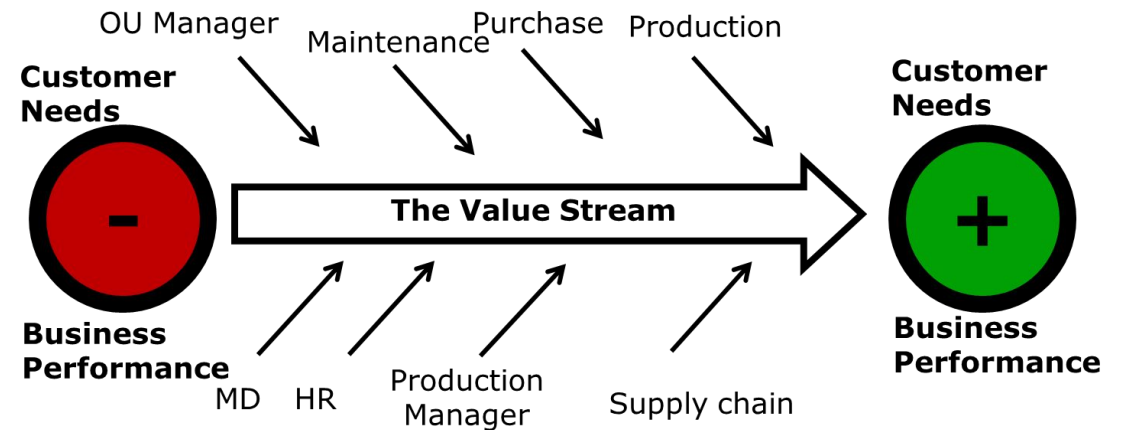 OU Manager
Maintenance
Purchase
Production
Customer
Needs
Customer
Needs
-
The Value Stream
+
Business
Performance
Business
Performance
MD
HR
Production
Manager
Supply chain